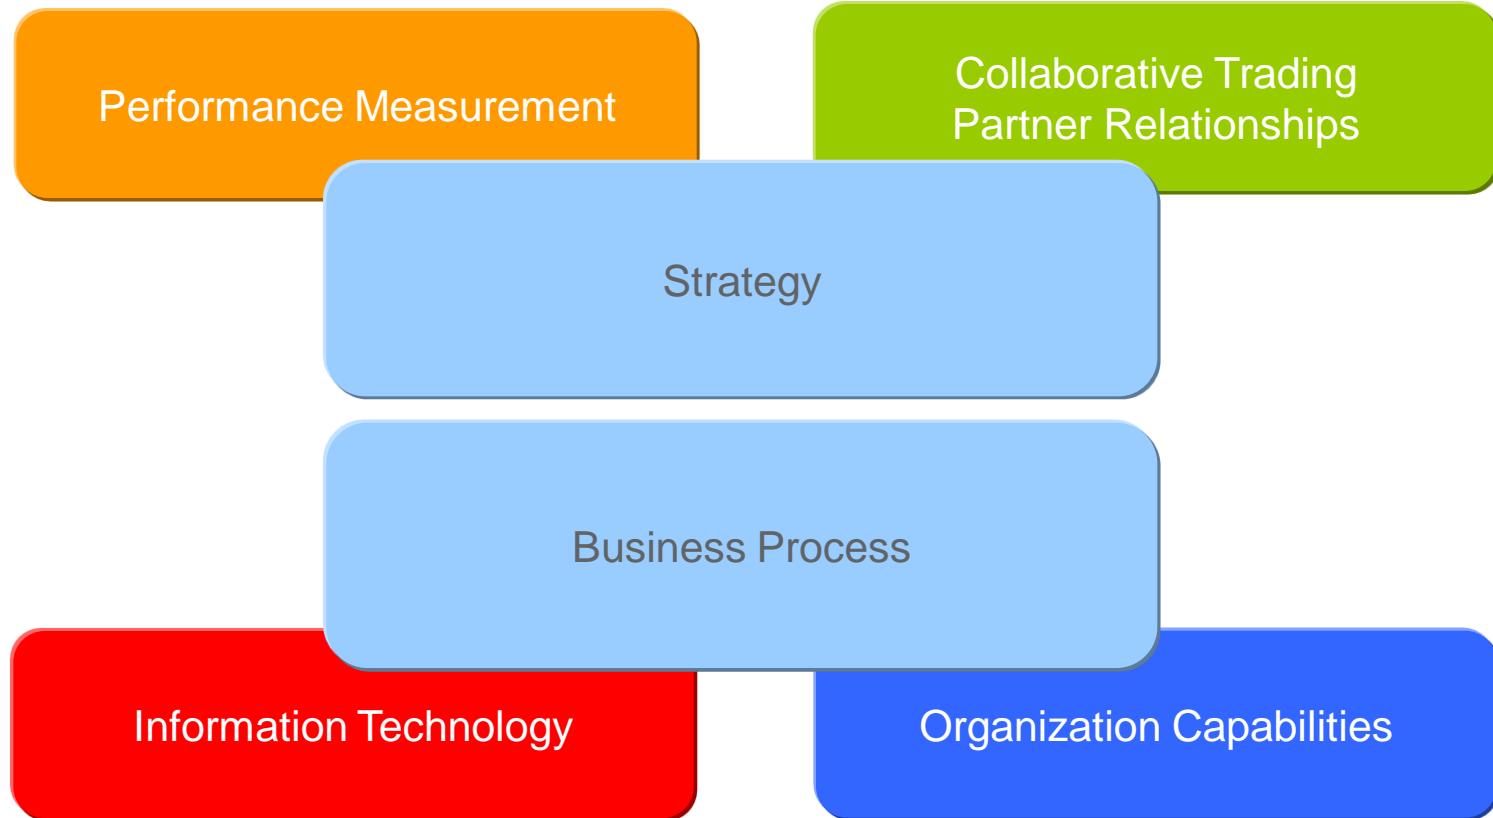 Performance Measurement
Collaborative Trading
Partner Relationships
Strategy
Business Process
Information Technology
Organization Capabilities